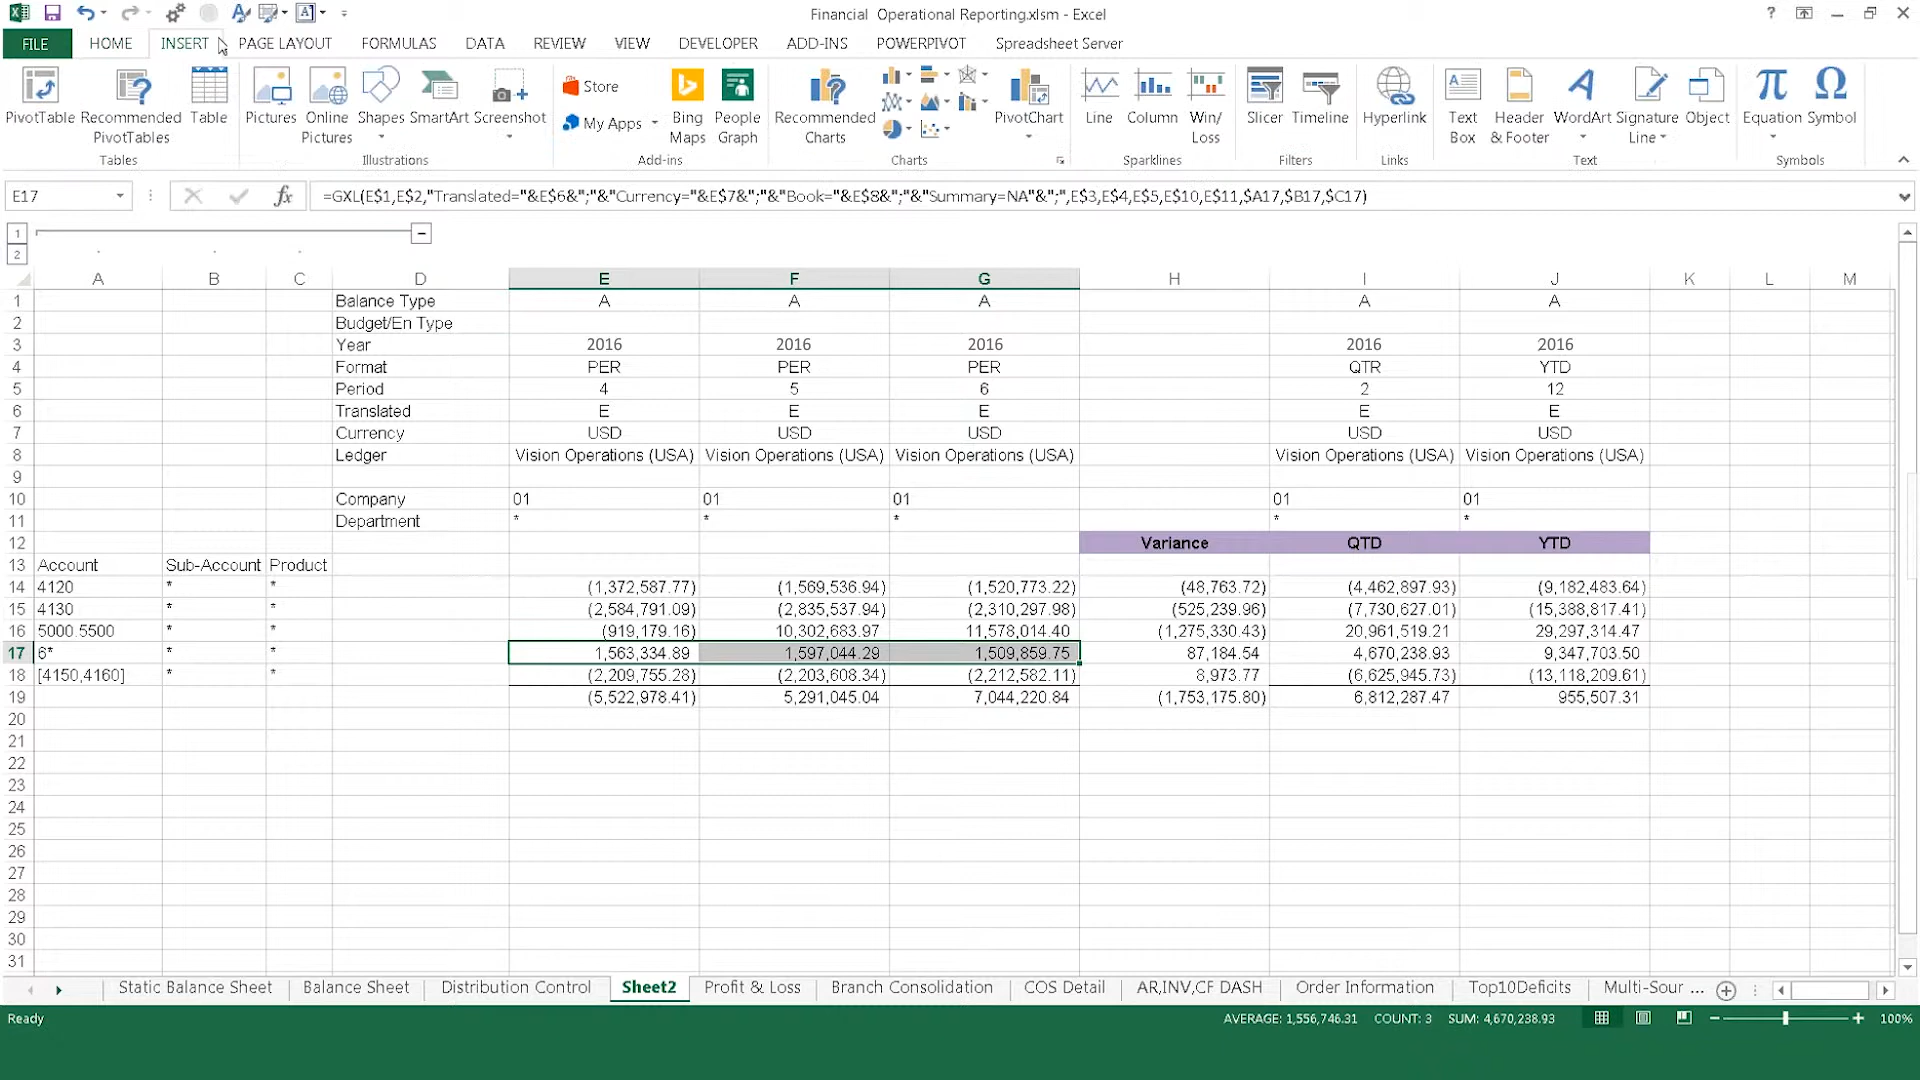 Financial Operational Reporting.xlsm - Excel
FILE HOME INSERT PAGE LAYOUT FORMULAS DATA REVIEW VIEW DEVELOPER ADD-INS POWERPIVOT Spreadsheet Server
PivotTable Recommended PivotTables Table Pictures Online Pictures Shapes SmartArt Screenshot Store My Apps Bing Maps People Graph Recommended Charts PivotChart Line Column Win/Loss Slicer Timeline Hyperlink Text Box Header & Footer WordArt Signature Line Object Equation Symbol
Tables Illustrations Add-ins Charts Sparklines Filters Links Text Symbols
E17 fx =GXL(E$1,E$2,"Translated="&E$6&";"&"Currency="&E$7&";"&"Book="&E$8&";"&"Summary=NA"&";",E$3,E$4,E$5,E$10,E$11,$A17,$B17,$C17)
1
2
A B C D E F G H I J K L M
1 Balance Type A A A A A
2 Budget/En Type
3 Year 2016 2016 2016 2016 2016
4 Format PER PER PER QTR YTD
5 Period 4 5 6 2 12
6 Translated E E E E E
7 Currency USD USD USD USD USD
8 Ledger Vision Operations (USA) Vision Operations (USA) Vision Operations (USA) Vision Operations (USA) Vision Operations (USA)
9
10 Company 01 01 01 01 01
11 Department * * * * *
12 Variance QTD YTD
13 Account Sub-Account Product
14 4120 * * (1,372,587.77) (1,569,536.94) (1,520,773.22) (48,763.72) (4,462,897.93) (9,182,483.64)
15 4130 * * (2,584,791.09) (2,835,537.94) (2,310,297.98) (525,239.96) (7,730,627.01) (15,388,817.41)
16 5000.5500 * * (919,179.16) 10,302,683.97 11,578,014.40 (1,275,330.43) 20,961,519.21 29,297,314.47
17 6* * * 1,563,334.89 1,597,044.29 1,509,859.75 87,184.54 4,670,238.93 9,347,703.50
18 [4150,4160] * * (2,209,755.28) (2,203,608.34) (2,212,582.11) 8,973.77 (6,625,945.73) (13,118,209.61)
19 (5,522,978.41) 5,291,045.04 7,044,220.84 (1,753,175.80) 6,812,287.47 955,507.31
20
21
22
23
24
25
26
27
28
29
30
31
Static Balance Sheet Balance Sheet Distribution Control Sheet2 Profit & Loss Branch Consolidation COS Detail AR,INV,CF DASH Order Information Top10Deficits Multi-Sour ...
Ready AVERAGE: 1,556,746.31 COUNT: 3 SUM: 4,670,238.93 100%